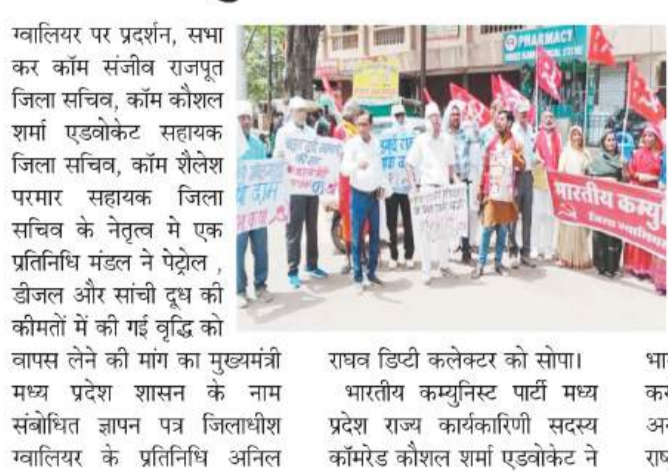 ग्वालियर पर प्रदर्शन, सभा
कर कॉम संजीव राजपूत
जिला सचिव, कॉम कौशल
शर्मा एडवोकेट सहायक
जिला सचिव, कॉम शैलेश
परमार सहायक जिला
सचिव के नेतृत्व मे एक
प्रतिनिधि मंडल ने पेट्रोल ,
डीजल और सांची दूध की
कीमतों में की गई वृद्धि को
वापस लेने की मांग का मुख्यमंत्री
मध्य प्रदेश शासन के नाम
संबोधित ज्ञापन पत्र जिलाधीश
ग्वालियर के प्रतिनिधि अनिल
PHARMACY
भारतीय कम्यु
राघव डिप्टी कलेक्टर को सोपा।
भारतीय कम्युनिस्ट पार्टी मध्य
प्रदेश राज्य कार्यकारिणी सदस्य
कॉमरेड कौशल शर्मा एडवोकेट ने